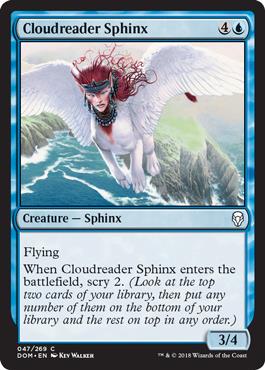 Cloudreader Sphinx 4
Creature — Sphinx
Flying
When Cloudreader Sphinx enters the
battlefield, scry 2. (Look at the top
two cards of your library, then put any
number of them on the bottom of your
library and the rest on top in any order.)
3/4
047/269 C
DOM • EN Key Walker
™ & © 2018 Wizards of the Coast